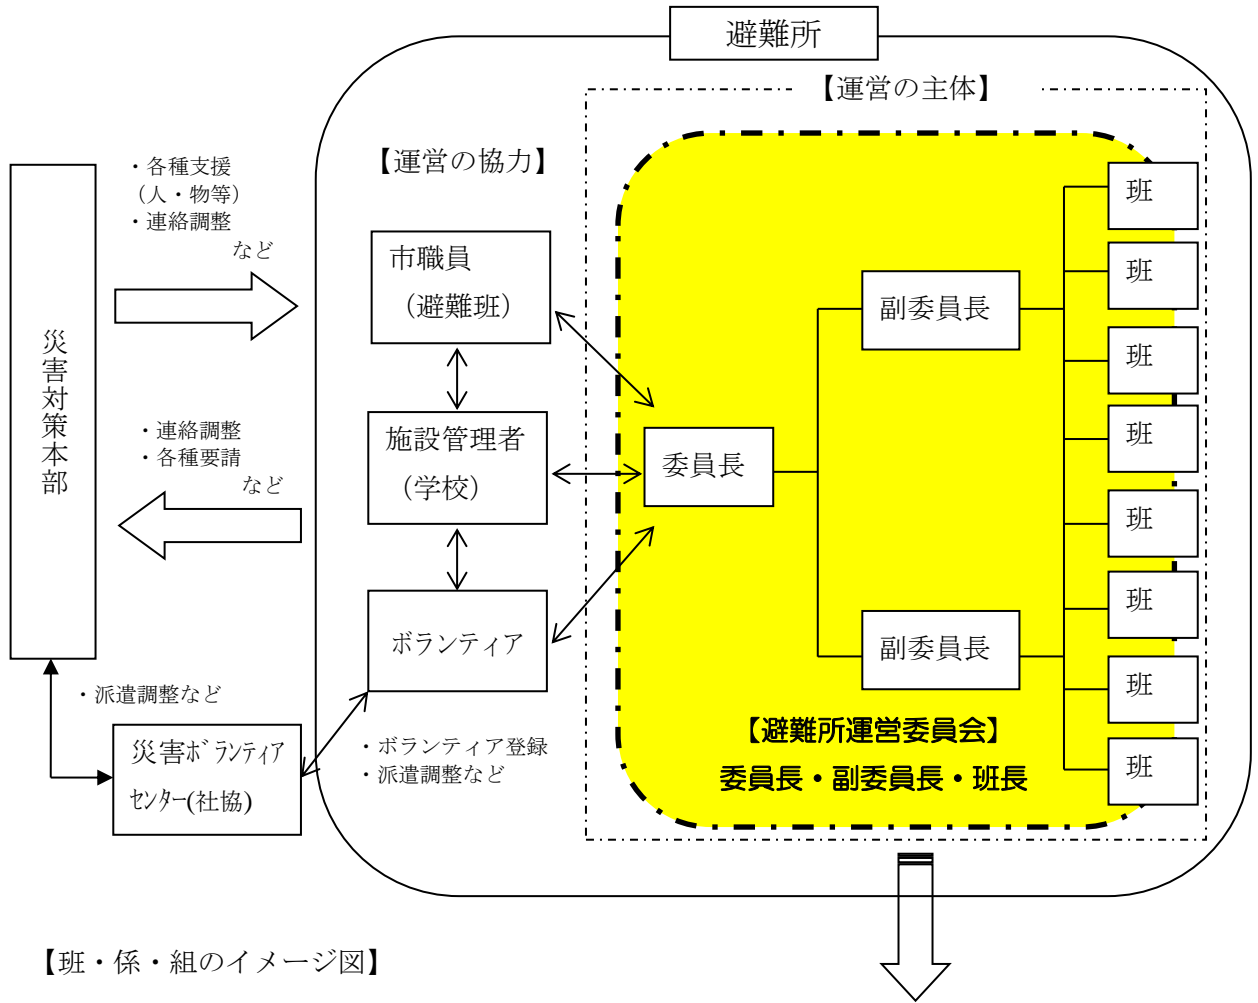 避難所
【運営の主体】
【運営の協力】
・各種支援
（人・物等）
・連絡調整
など
市職員
（避難班）
災害対策本部
・連絡調整
・各種要請
など
施設管理者
（学校）
ボランティア
委員長
副委員長
副委員長
班
班
班
班
班
班
班
班
【避難所運営委員会】
委員長・副委員長・班長
・派遣調整など
災害ﾎﾞﾗﾝﾃｨｱ
ｾﾝﾀｰ(社協)
・ボランティア登録
・派遣調整など
【班・係・組のイメージ図】